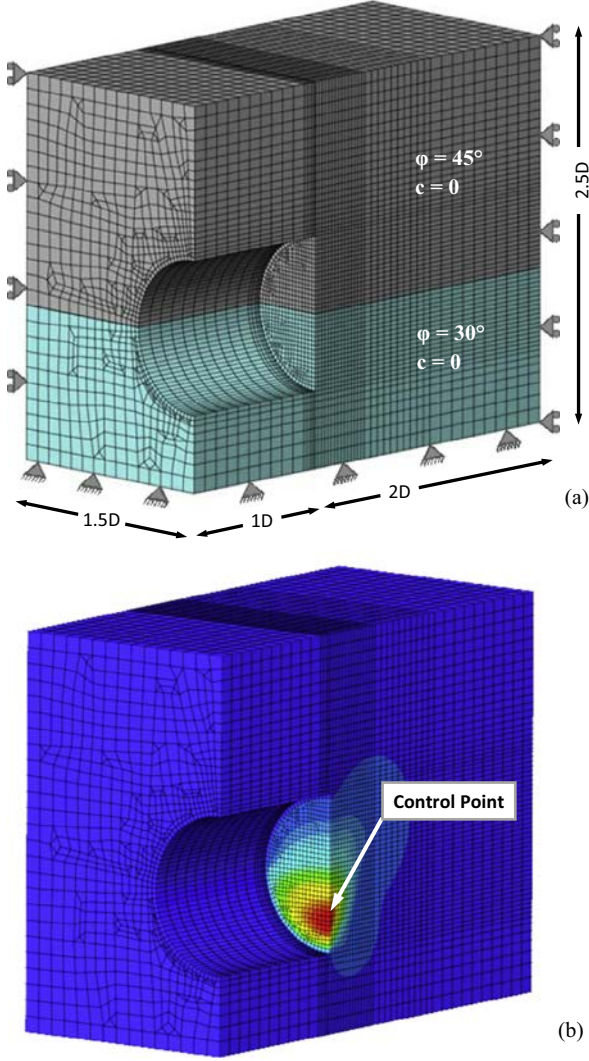 φ = 45°
c = 0
2.5D
φ = 30°
c = 0
1.5D
1D
2D
(a)
Control Point
(b)